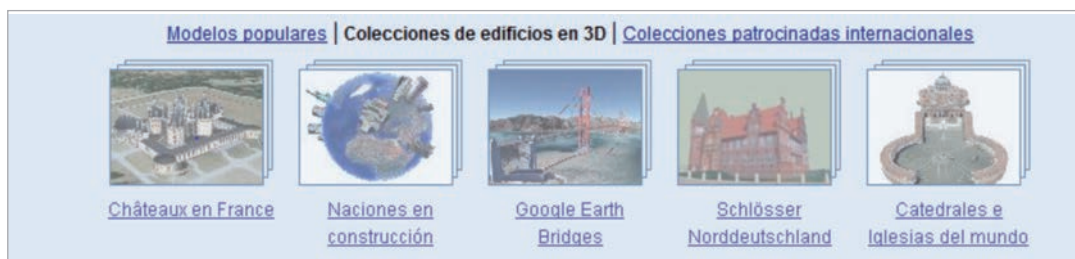 Modelos populares | Colecciones de edificios en 3D | Colecciones patrocinadas internacionales
Châteaux en France
Naciones en
construcción
Google Earth
Bridges
Schlösser
Norddeutschland
Catedrales e
Iglesias del mundo